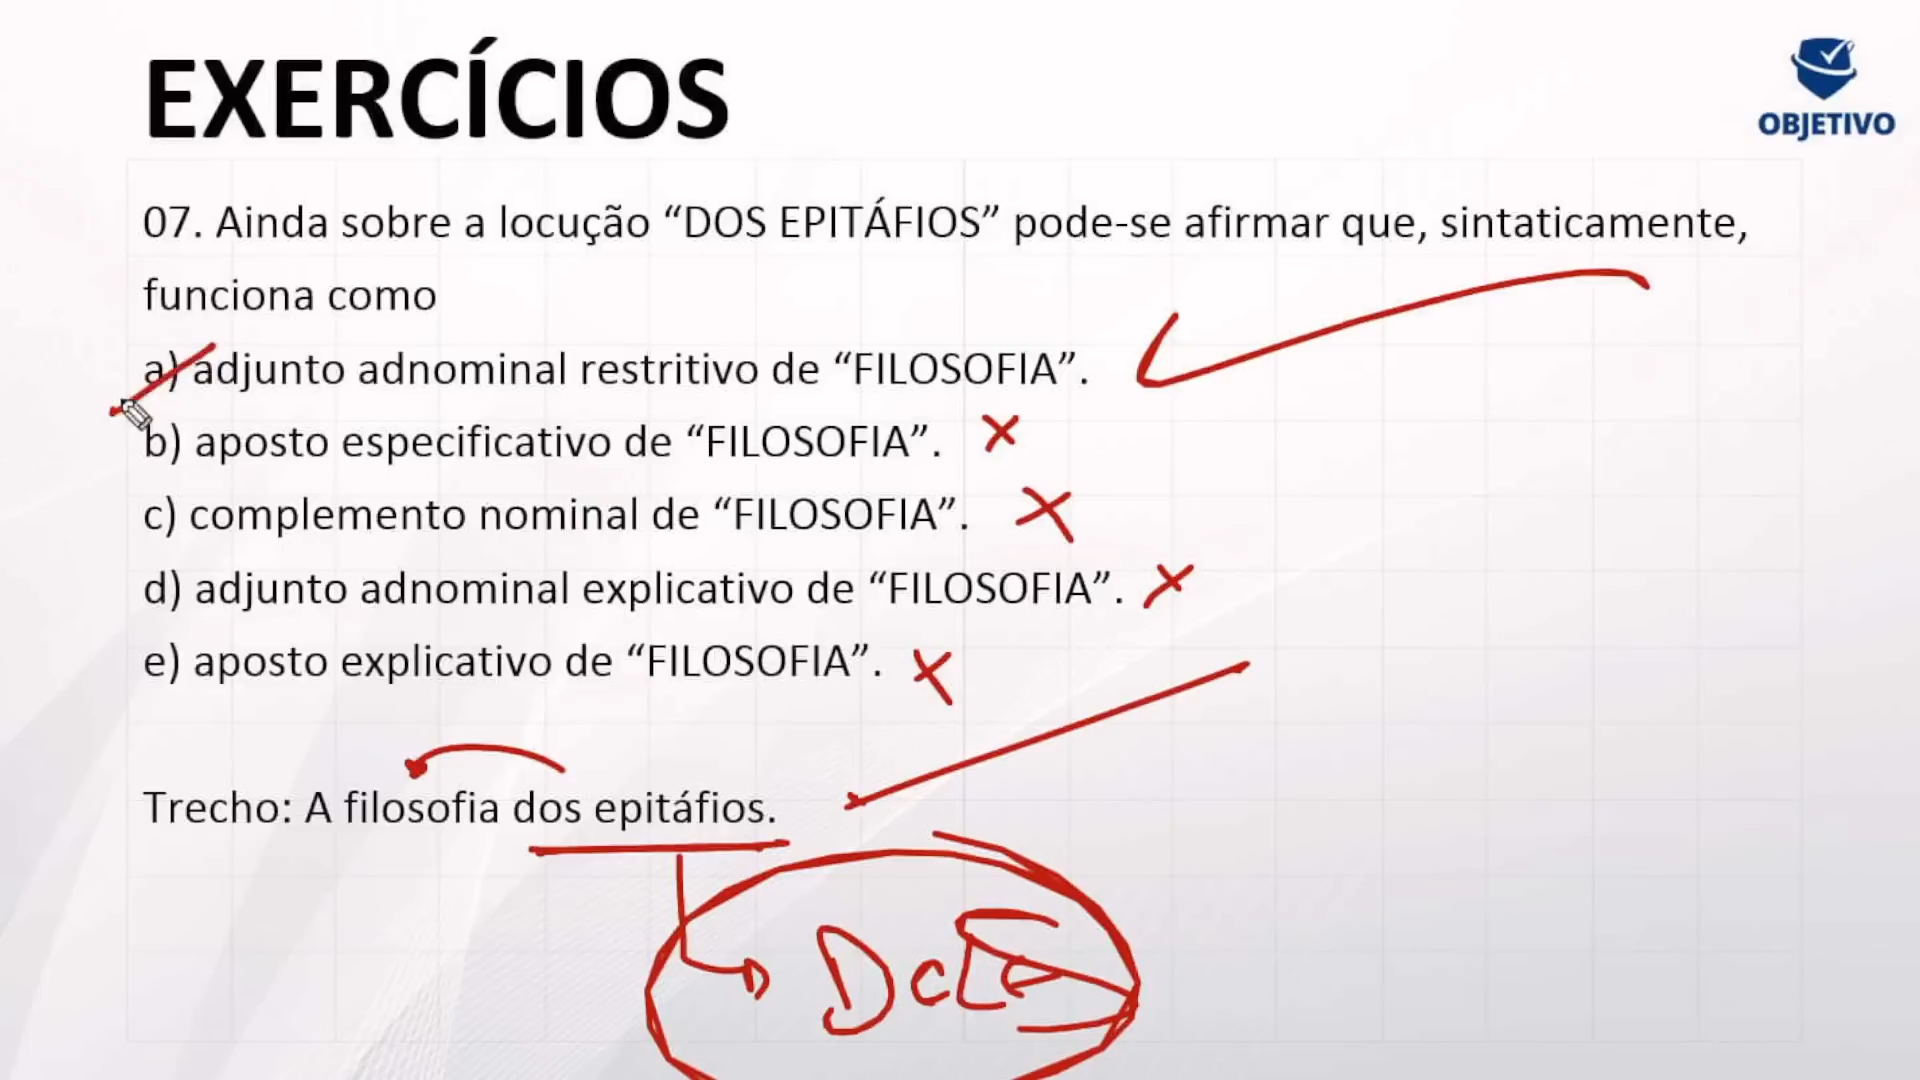 EXERCÍCIOS
OBJETIVO
07. Ainda sobre a locução “DOS EPITÁFIOS” pode-se afirmar que, sintaticamente,
funciona como
a) adjunto adnominal restritivo de “FILOSOFIA”.
b) aposto especificativo de “FILOSOFIA”.
c) complemento nominal de “FILOSOFIA”.
d) adjunto adnominal explicativo de “FILOSOFIA”.
e) aposto explicativo de “FILOSOFIA”.
Trecho: A filosofia dos epitáfios.